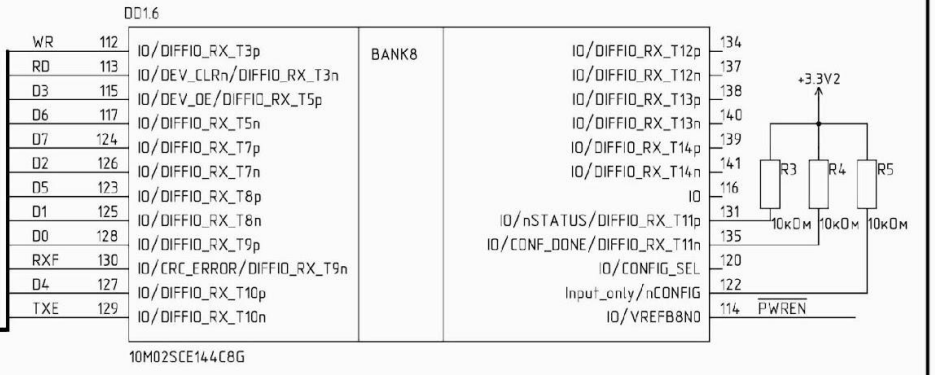 DD1.6
WR 112 IO/DIFFIO_RX_T3p BANK8 IO/DIFFIO_RX_T12p 134
RD 113 IO/DEV_CLRn/DIFFIO_RX_T3n IO/DIFFIO_RX_T12n 137 +3.3V2
D3 115 IO/DEV_OE/DIFFIO_RX_T5p IO/DIFFIO_RX_T13p 138
D6 117 IO/DIFFIO_RX_T5n IO/DIFFIO_RX_T13n 140
D7 124 IO/DIFFIO_RX_T7p IO/DIFFIO_RX_T14p 139
D2 126 IO/DIFFIO_RX_T7n IO/DIFFIO_RX_T14n 141 R3 R4 R5
D5 123 IO/DIFFIO_RX_T8p IO 116
D1 125 IO/DIFFIO_RX_T8n IO/nSTATUS/DIFFIO_RX_T11p 131 10кОм 10кОм 10кОм
D0 128 IO/DIFFIO_RX_T9p IO/CONF_DONE/DIFFIO_RX_T11n 135
RXF 130 IO/CRC_ERROR/DIFFIO_RX_T9n IO/CONFIG_SEL 120
D4 127 IO/DIFFIO_RX_T10p Input_only/nCONFIG 122
TXE 129 IO/DIFFIO_RX_T10n IO/VREFB8N0 114 PWREN
10M02SCE144C8G